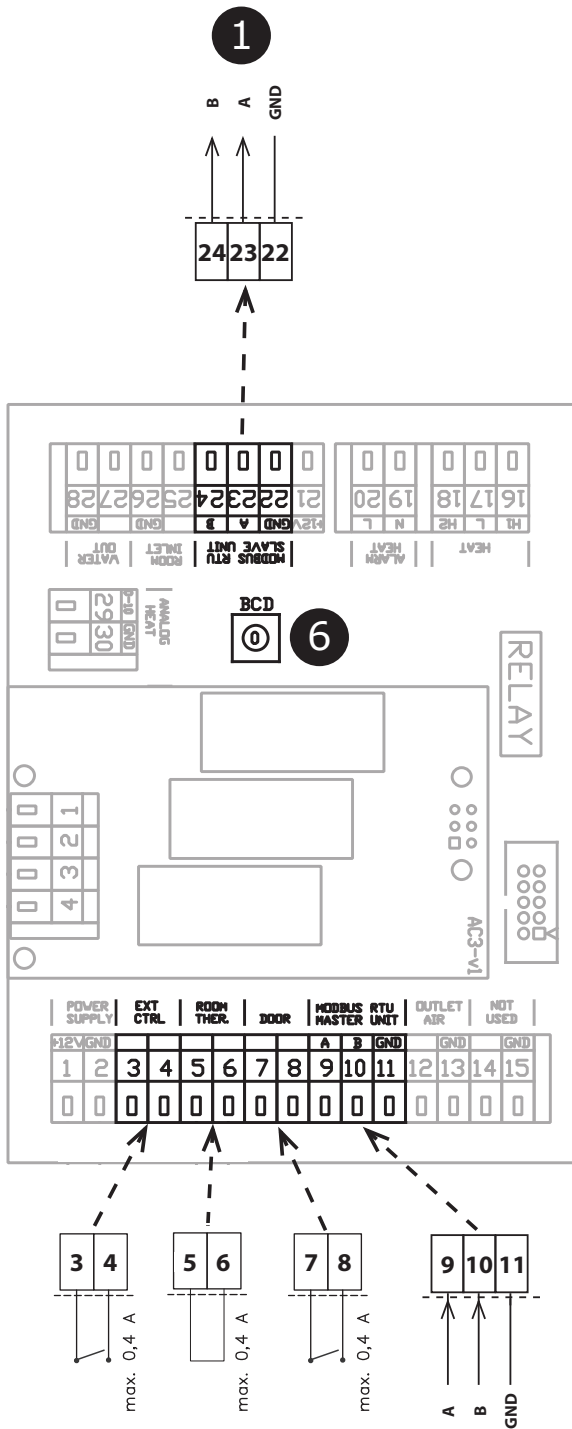 1
B A GND
24 23 22
28 27 26 25 24 23 22 21 20 19 18 17 16
GND GND B A GND +12V L N H2 L H1
WATER OUT
ROOM INLET
MODBUS RTU
SLAVE UNIT
ALARM HEAT
HEAT
29 30
0-10 GND
ANALOG HEAT
BCD
0
6
RELAY
1
2
3
4
AC3-v1
POWER SUPPLY
EXT CTRL
ROOM THER.
DOOR
MODBUS RTU
MASTER UNIT
OUTLET AIR
NOT USED
+12V GND A B GND GND GND
1 2 3 4 5 6 7 8 9 10 11 12 13 14 15
3 4
5 6
7 8
9 10 11
max. 0,4 A
max. 0,4 A
max. 0,4 A
A B GND